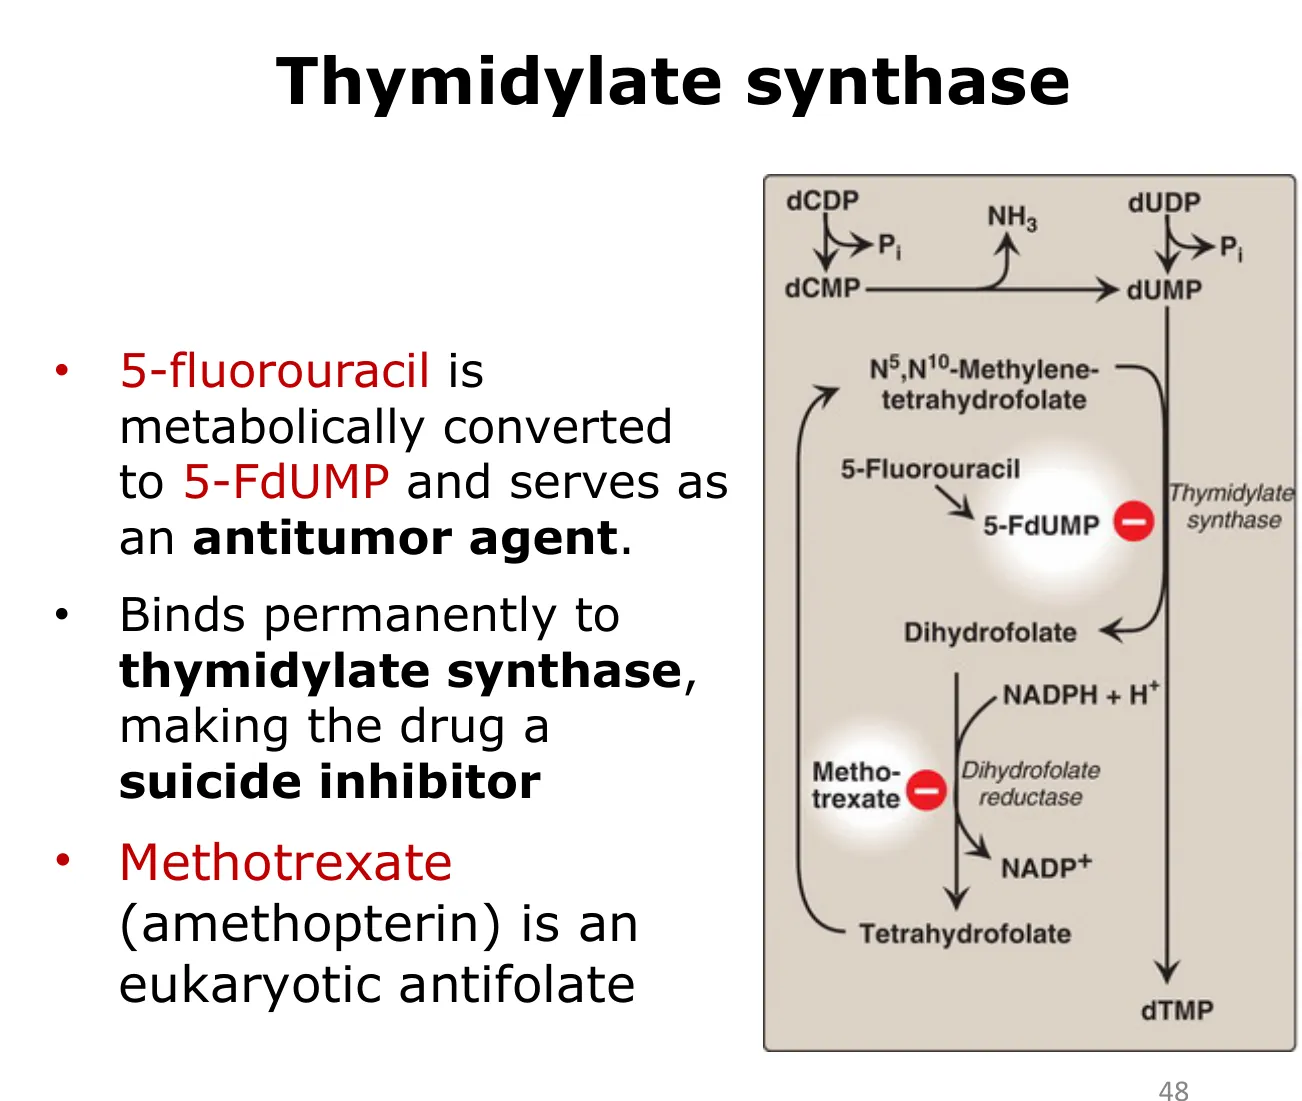 Thymidylate synthase
• 5-fluorouracil is
metabolically converted
to 5-FdUMP and serves as
an antitumor agent.
• Binds permanently to
thymidylate synthase,
making the drug a
suicide inhibitor
• Methotrexate
(amethopterin) is an
eukaryotic antifolate
dCDP
Pi
dCMP
NH3
dUDP
Pi
dUMP
N5,N10-Methylene-
tetrahydrofolate
5-Fluorouracil
5-FdUMP
Thymidylate
synthase
Dihydrofolate
NADPH + H+
Metho-
trexate
Dihydrofolate
reductase
NADP+
Tetrahydrofolate
dTMP
48